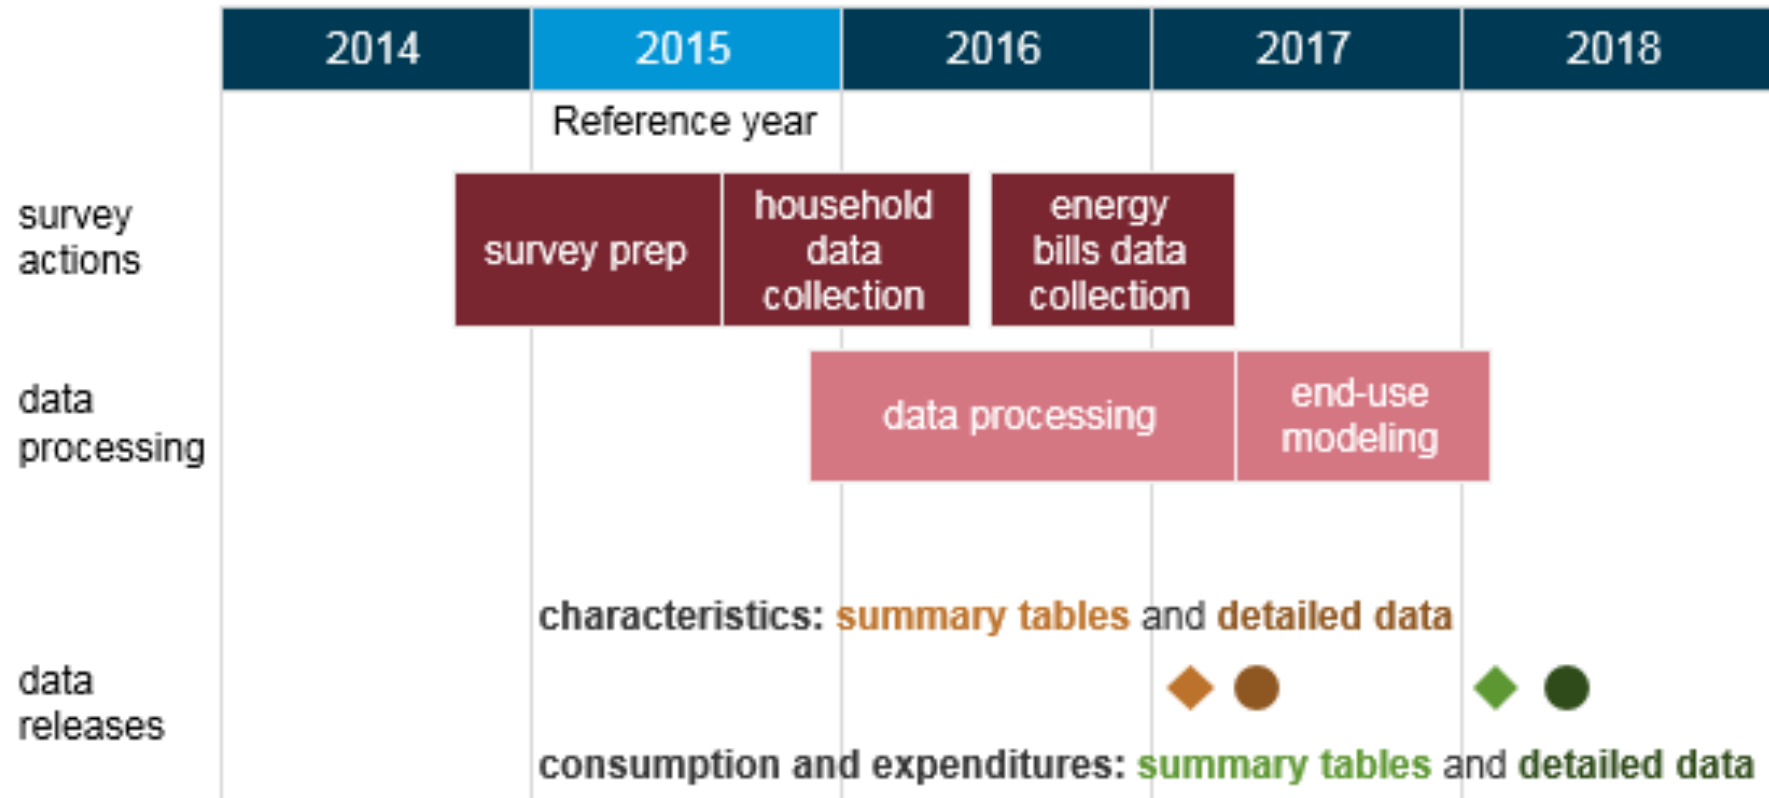 2014 2015 2016 2017 2018
Reference year
survey
actions
survey prep
household
data
collection
energy
bills data
collection
data
processing
data processing
end-use
modeling
characteristics: summary tables and detailed data
data
releases
consumption and expenditures: summary tables and detailed data